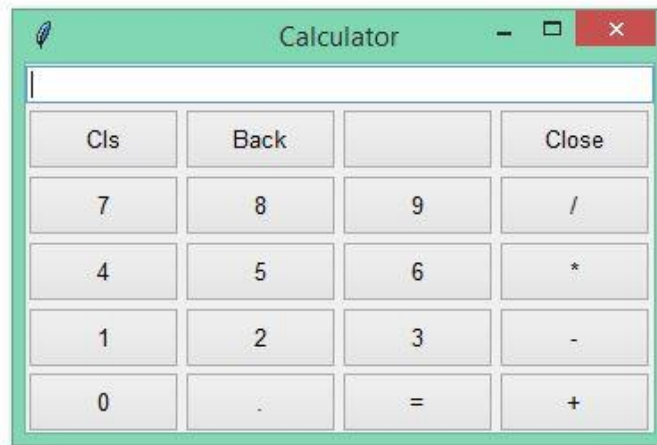 Calculator
Cls Back Close
7 8 9 /
4 5 6 *
1 2 3 -
0 . = +